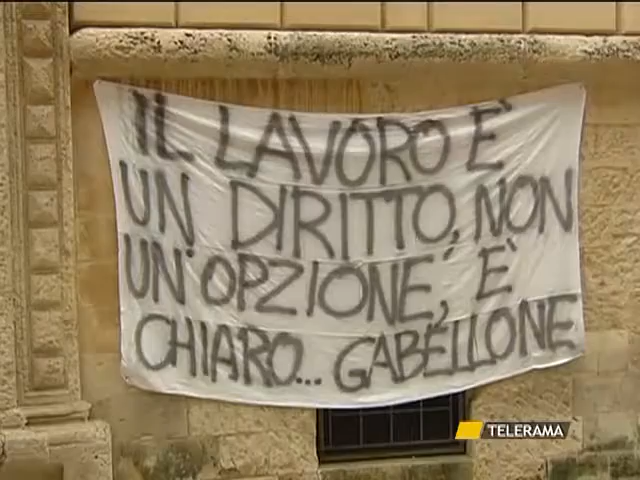 IL LAVORO È
UN DIRITTO, NON
UN'OPZIONE, È
CHIARO... GABELLONE
TELERAMA